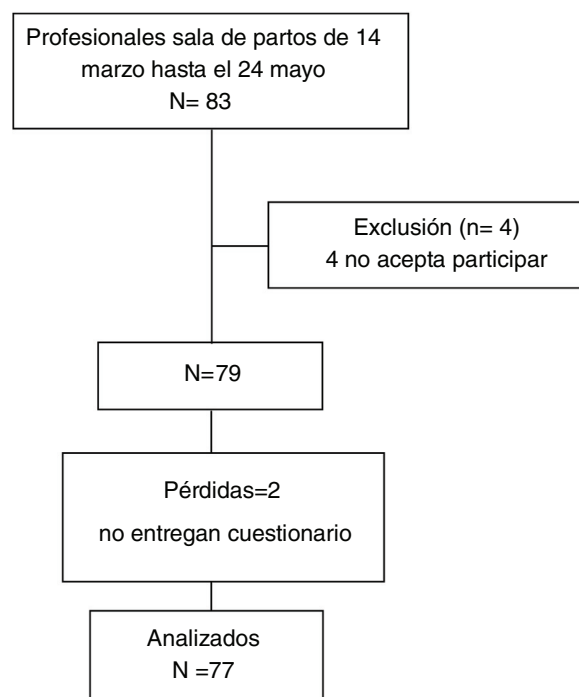 Profesionales sala de partos de 14
marzo hasta el 24 mayo
N= 83
Exclusión (n= 4)
4 no acepta participar
N=79
Pérdidas=2
no entregan cuestionario
Analizados
N =77